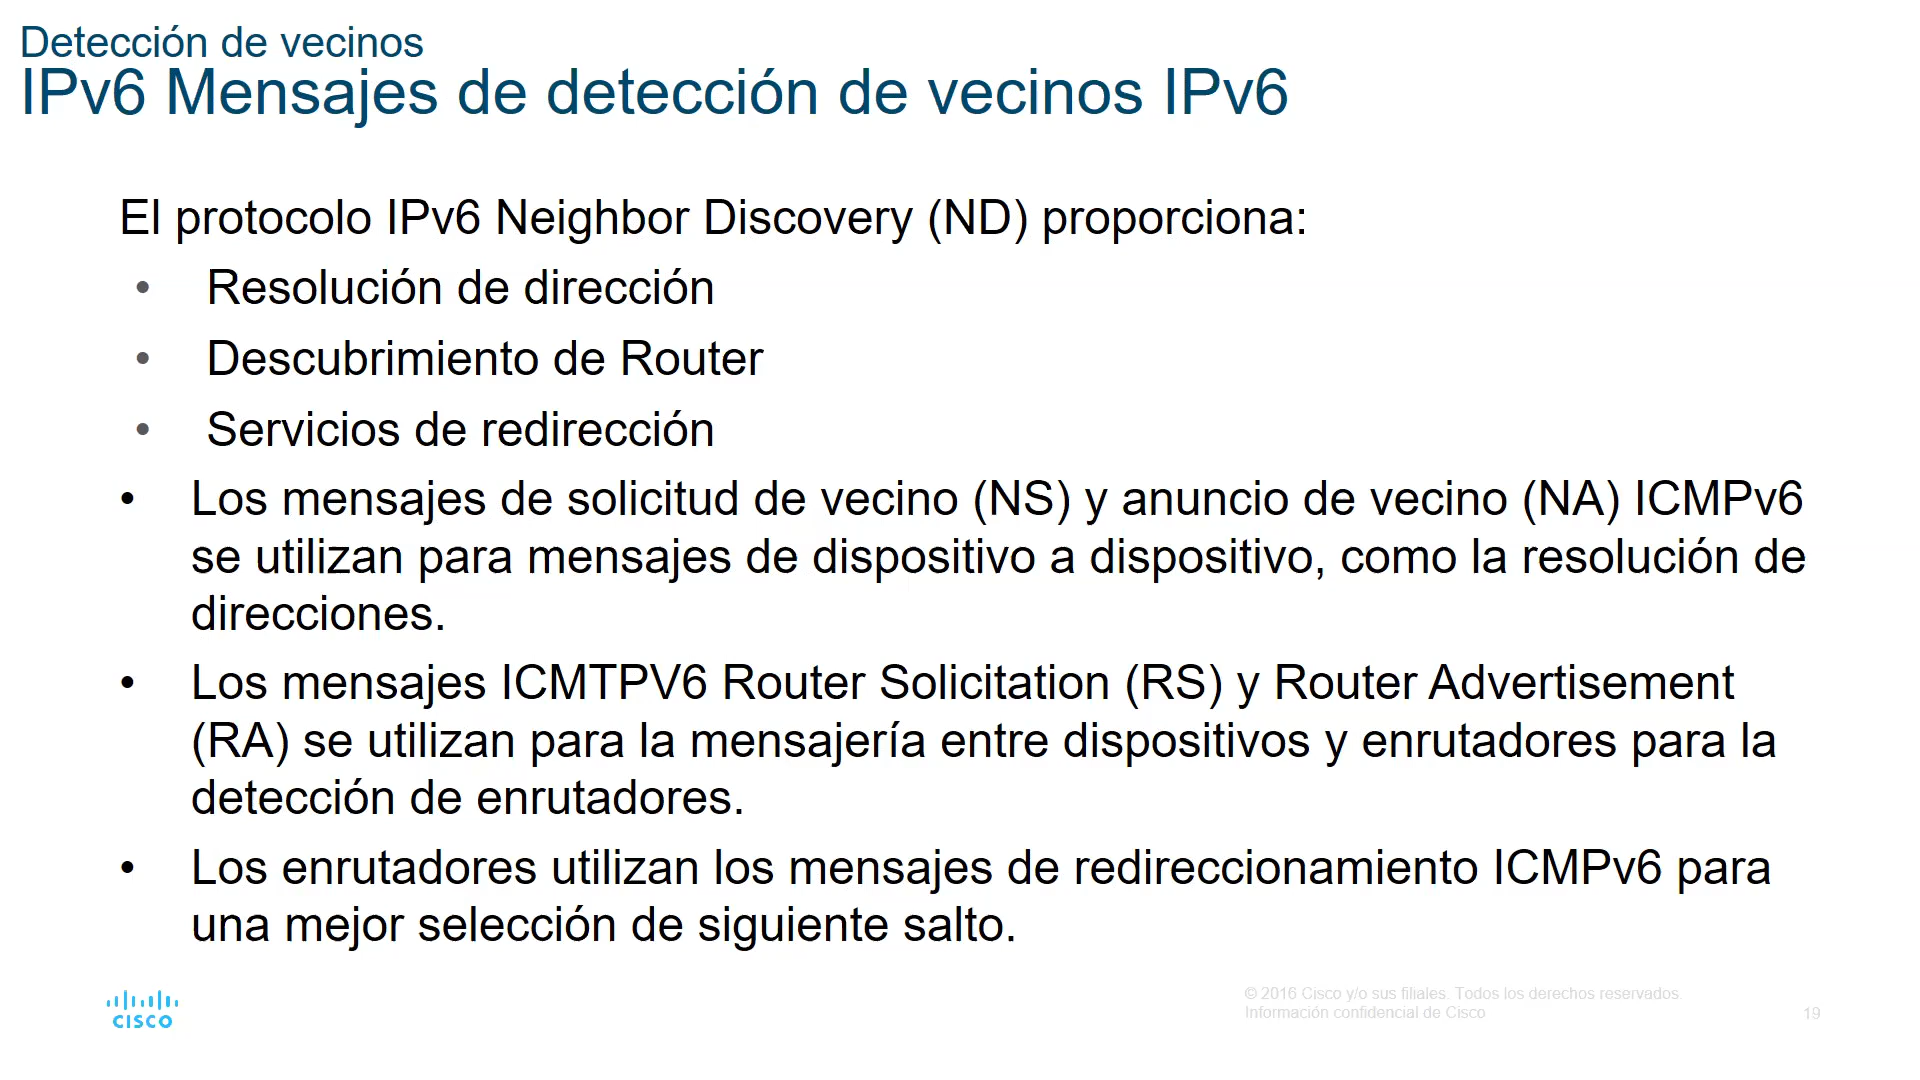 Detección de vecinos
IPv6 Mensajes de detección de vecinos IPv6
El protocolo IPv6 Neighbor Discovery (ND) proporciona:
• Resolución de dirección
• Descubrimiento de Router
• Servicios de redirección
• Los mensajes de solicitud de vecino (NS) y anuncio de vecino (NA) ICMPv6
se utilizan para mensajes de dispositivo a dispositivo, como la resolución de
direcciones.
• Los mensajes ICMTPV6 Router Solicitation (RS) y Router Advertisement
(RA) se utilizan para la mensajería entre dispositivos y enrutadores para la
detección de enrutadores.
• Los enrutadores utilizan los mensajes de redireccionamiento ICMPv6 para
una mejor selección de siguiente salto.
CISCO
© 2016 Cisco y/o sus filiales. Todos los derechos reservados.
Información confidencial de Cisco
19